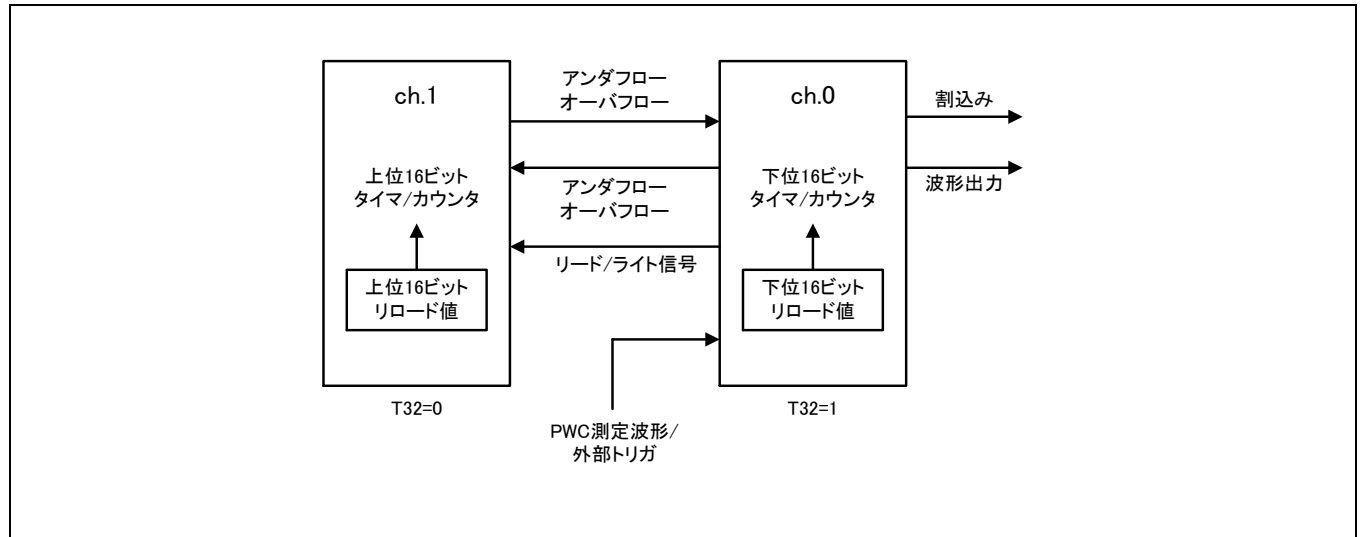 ch.1
上位16ビット
タイマ/カウンタ
上位16ビット
リロード値
T32=0
アンダフロー
オーバフロー
アンダフロー
オーバフロー
リード/ライト信号
PWC測定波形/
外部トリガ
ch.0
下位16ビット
タイマ/カウンタ
下位16ビット
リロード値
T32=1
割込み
波形出力